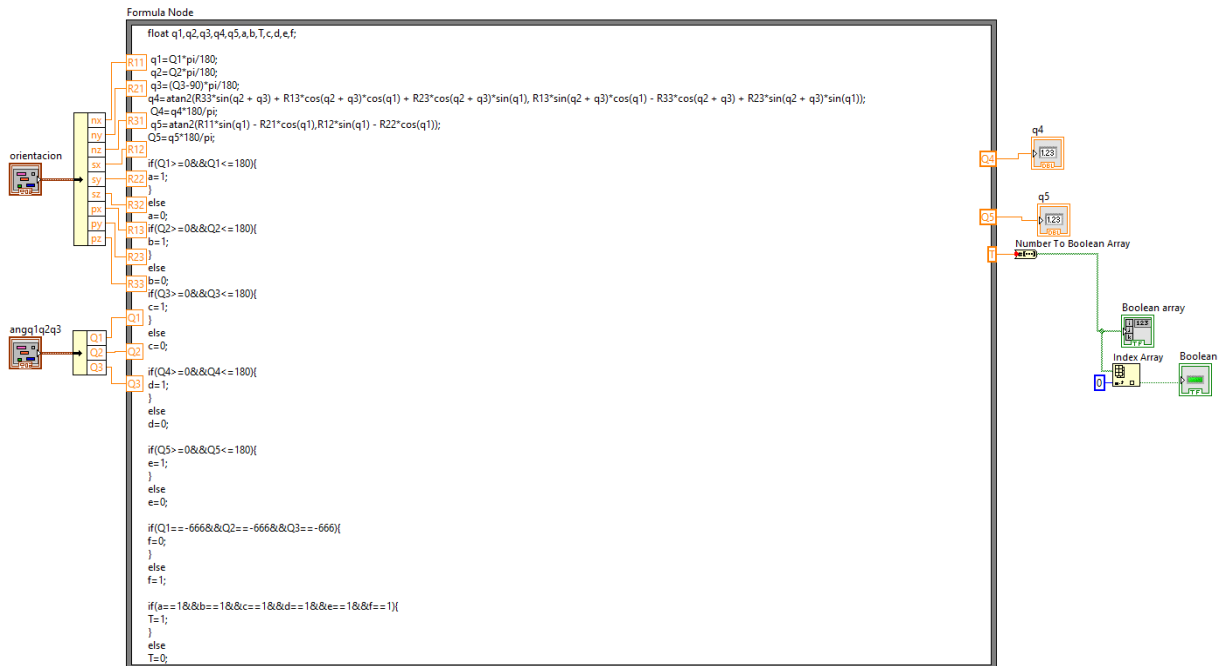 Formula Node
float q1,q2,q3,q4,q5,a,b,T,c,d,e,f;
q1=Q1*pi/180;
q2=Q2*pi/180;
q3=(Q3-90)*pi/180;
q4=atan2(R33*sin(q2 + q3) + R13*cos(q2 + q3)*cos(q1) + R23*cos(q2 + q3)*sin(q1), R13*sin(q2 + q3)*cos(q1) - R33*cos(q2 + q3) + R23*sin(q2 + q3)*sin(q1));
Q4=q4*180/pi;
q5=atan2(R11*sin(q1) - R21*cos(q1),R12*sin(q1) - R22*cos(q1));
Q5=q5*180/pi;
if(Q1>=0&&Q1<=180){
a=1;
}
else
a=0;
if(Q2>=0&&Q2<=180){
b=1;
}
else
b=0;
if(Q3>=0&&Q3<=180){
c=1;
}
else
c=0;
if(Q4>=0&&Q4<=180){
d=1;
}
else
d=0;
if(Q5>=0&&Q5<=180){
e=1;
}
else
e=0;
if(Q1==-666&&Q2==-666&&Q3==-666){
f=0;
}
else
f=1;
if(a==1&&b==1&&c==1&&d==1&&e==1&&f==1){
T=1;
}
else
T=0;
orientacion
nx
ny
nz
sx
sy
sz
px
py
pz
R11
R21
R31
R12
R22
R32
R13
R23
R33
angq1q2q3
Q1
Q2
Q3
Q1
Q2
Q3
Q4
Q5
T
q4
1.23
DBL
q5
1.23
DBL
Number To Boolean Array
Boolean array
TF
Index Array
0
Boolean
TF